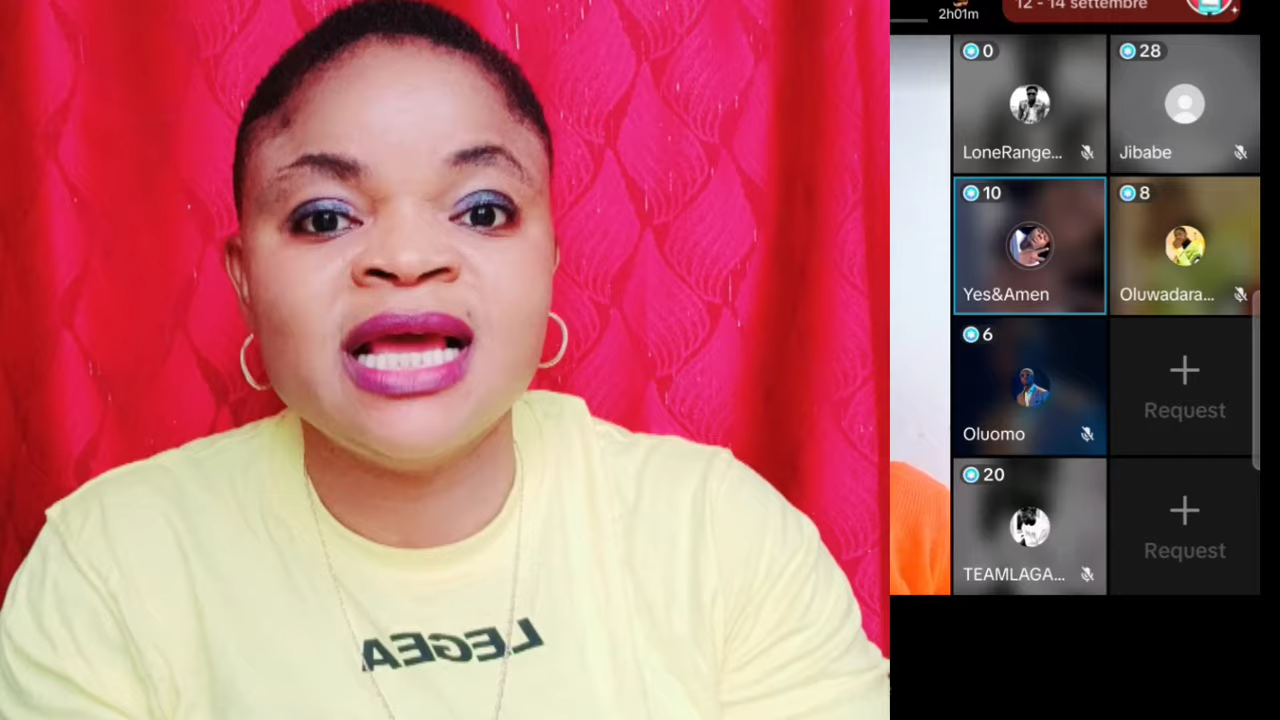 2h01m
12 - 14 settembre
0
28
LoneRange...
Jibabe
10
8
Yes&Amen
Oluwadara...
6
Oluomo
Request
20
TEAMLAGA...
Request
LEGEA